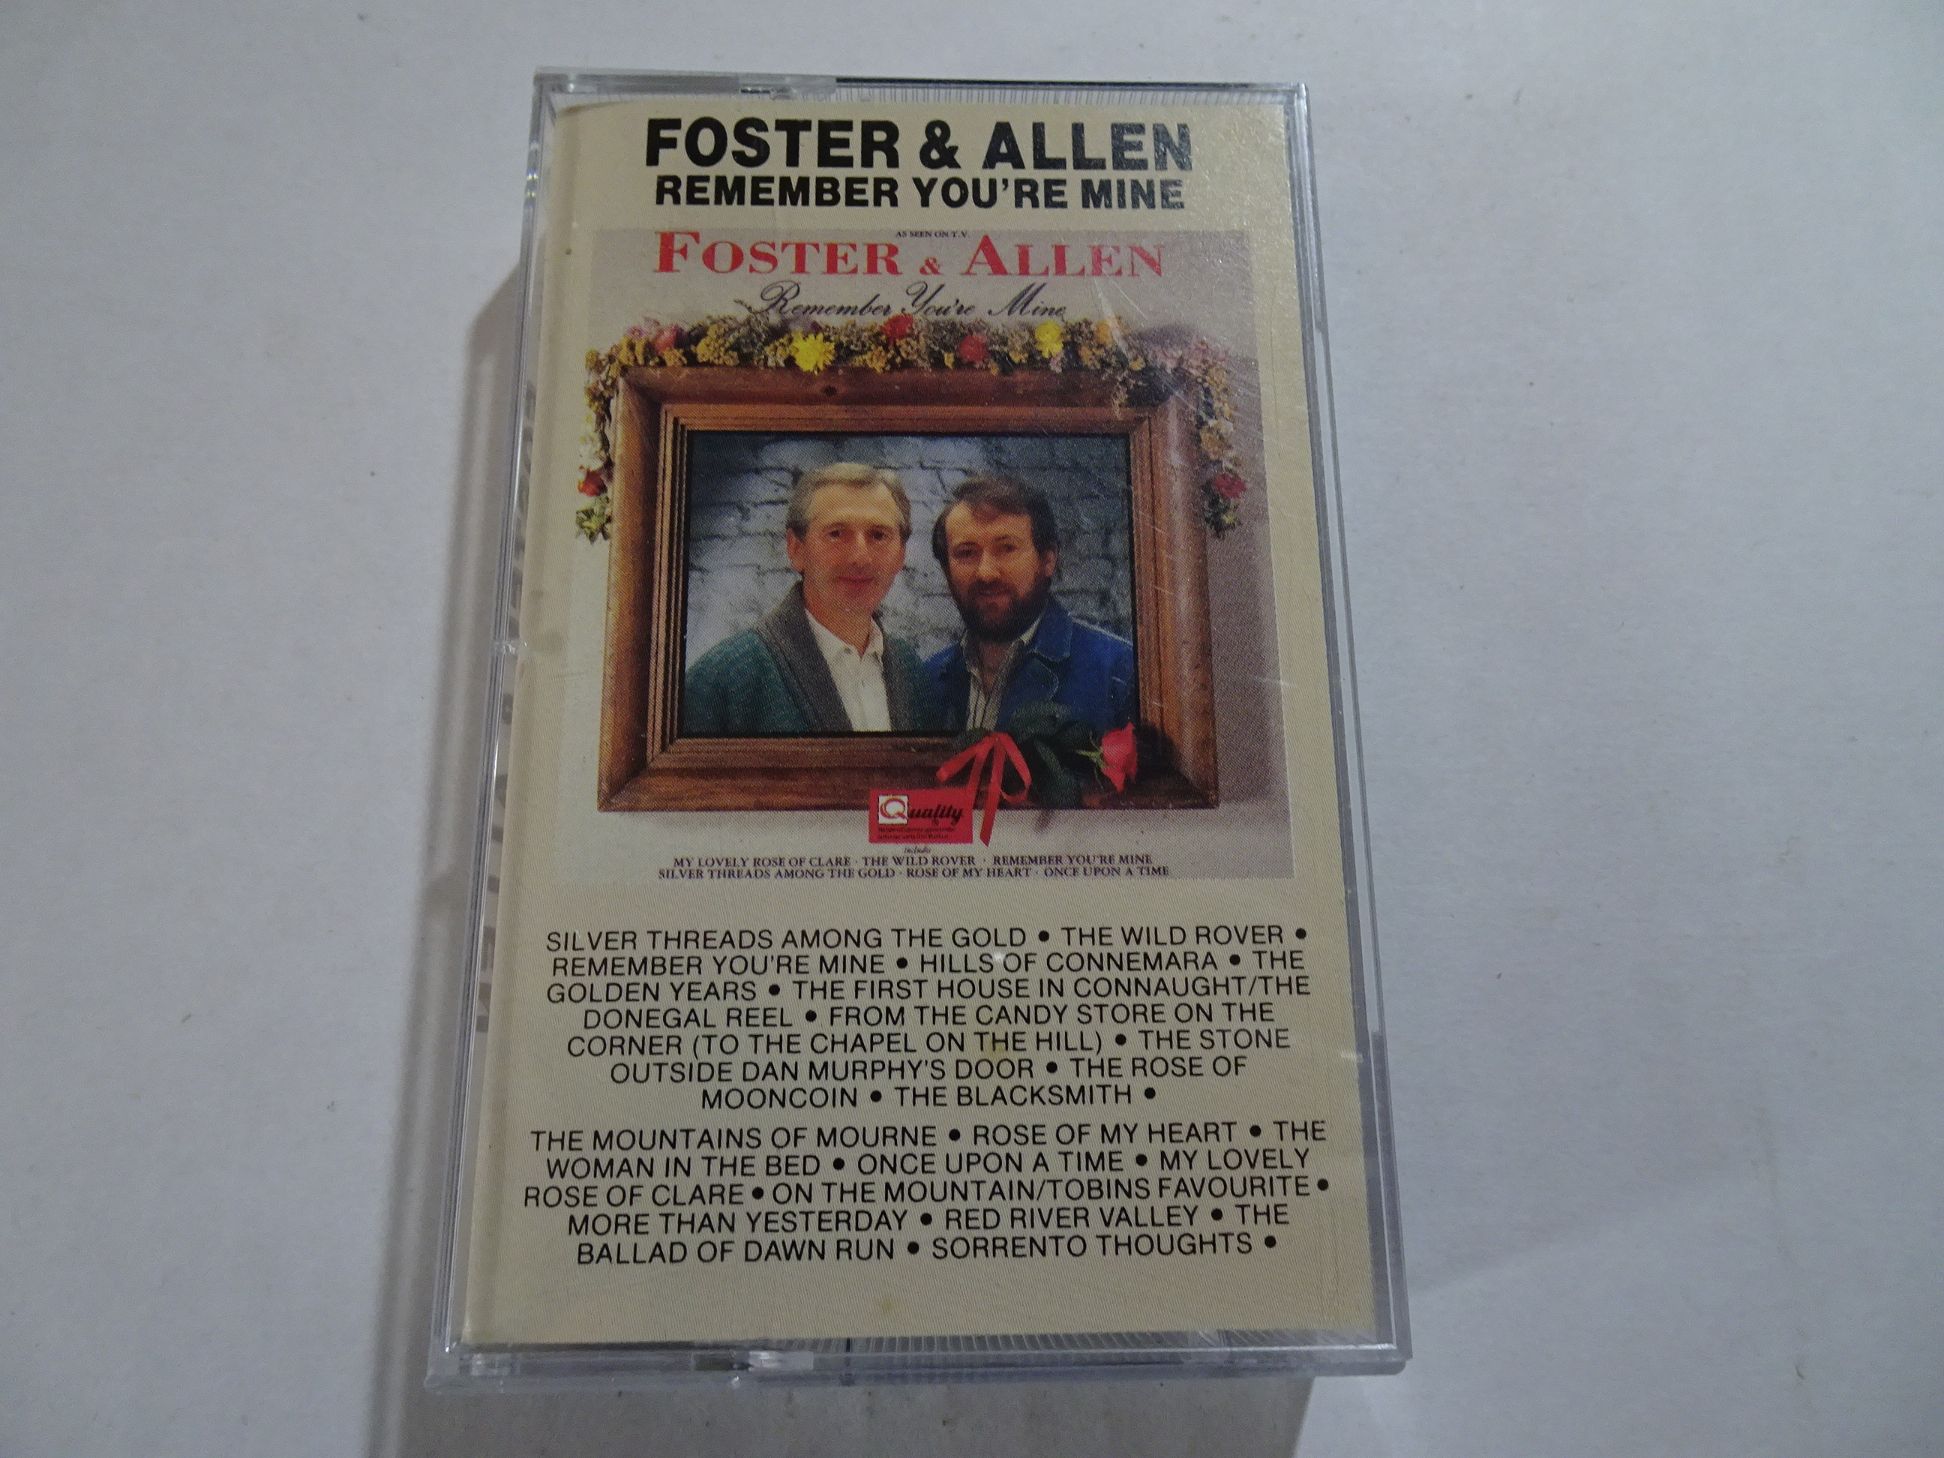 FOSTER & ALLEN
REMEMBER YOU'RE MINE
AS SEEN ON T.V.
FOSTER & ALLEN
Remember You're Mine
Quality
includes
MY LOVELY ROSE OF CLARE · THE WILD ROVER · REMEMBER YOU'RE MINE
SILVER THREADS AMONG THE GOLD · ROSE OF MY HEART · ONCE UPON A TIME
SILVER THREADS AMONG THE GOLD • THE WILD ROVER •
REMEMBER YOU'RE MINE • HILLS OF CONNEMARA • THE
GOLDEN YEARS • THE FIRST HOUSE IN CONNAUGHT/THE
DONEGAL REEL • FROM THE CANDY STORE ON THE
CORNER (TO THE CHAPEL ON THE HILL) • THE STONE
OUTSIDE DAN MURPHY'S DOOR • THE ROSE OF
MOONCOIN • THE BLACKSMITH •
THE MOUNTAINS OF MOURNE • ROSE OF MY HEART • THE
WOMAN IN THE BED • ONCE UPON A TIME • MY LOVELY
ROSE OF CLARE • ON THE MOUNTAIN/TOBINS FAVOURITE •
MORE THAN YESTERDAY • RED RIVER VALLEY • THE
BALLAD OF DAWN RUN • SORRENTO THOUGHTS •